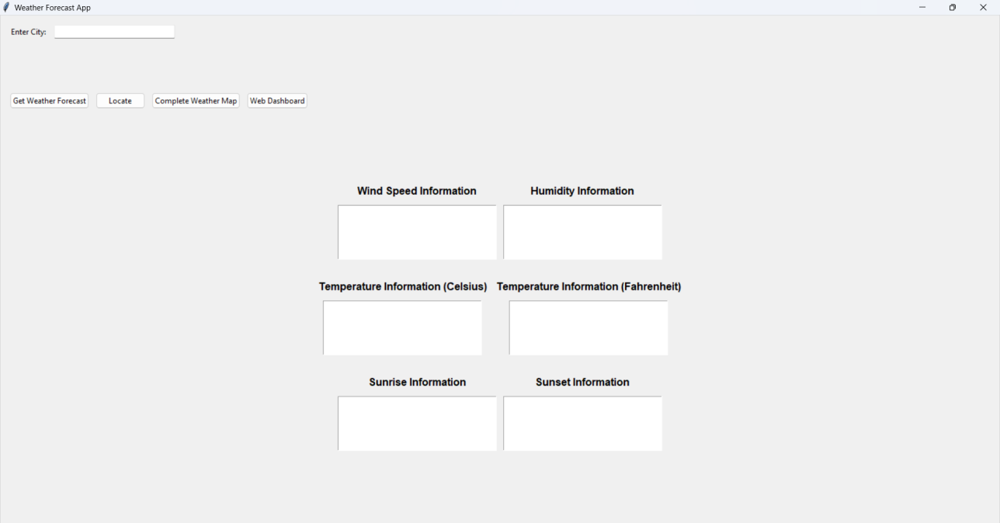 Weather Forecast App
Enter City:
Get Weather Forecast Locate Complete Weather Map Web Dashboard
Wind Speed Information Humidity Information
Temperature Information (Celsius) Temperature Information (Fahrenheit)
Sunrise Information Sunset Information